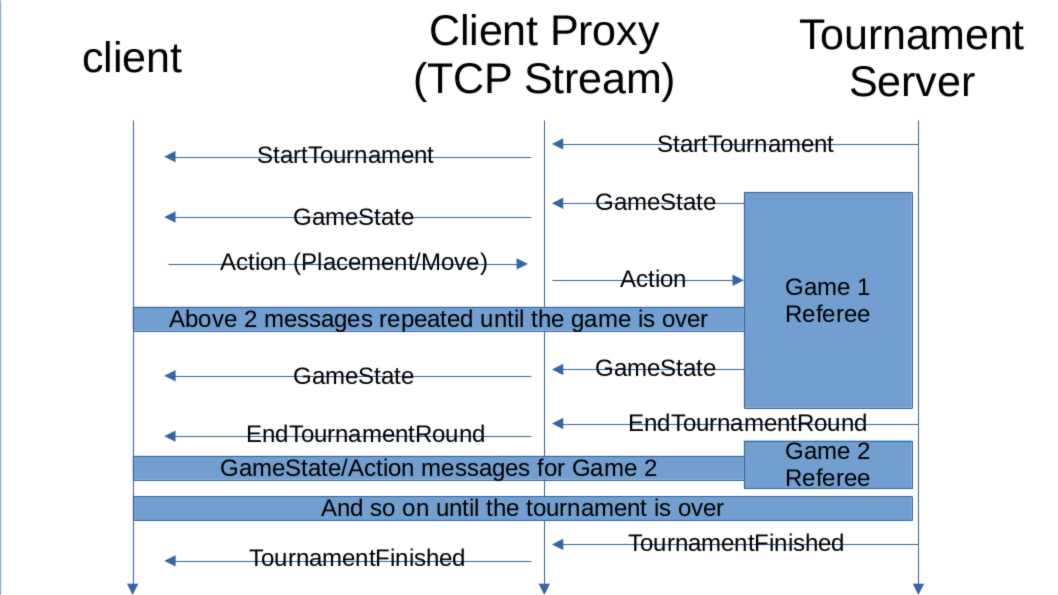 client
Client Proxy
(TCP Stream)
Tournament
Server
StartTournament
StartTournament
GameState
GameState
Action (Placement/Move)
Action
Game 1
Referee
Above 2 messages repeated until the game is over
GameState
GameState
EndTournamentRound
EndTournamentRound
Game 2
Referee
GameState/Action messages for Game 2
And so on until the tournament is over
TournamentFinished
TournamentFinished